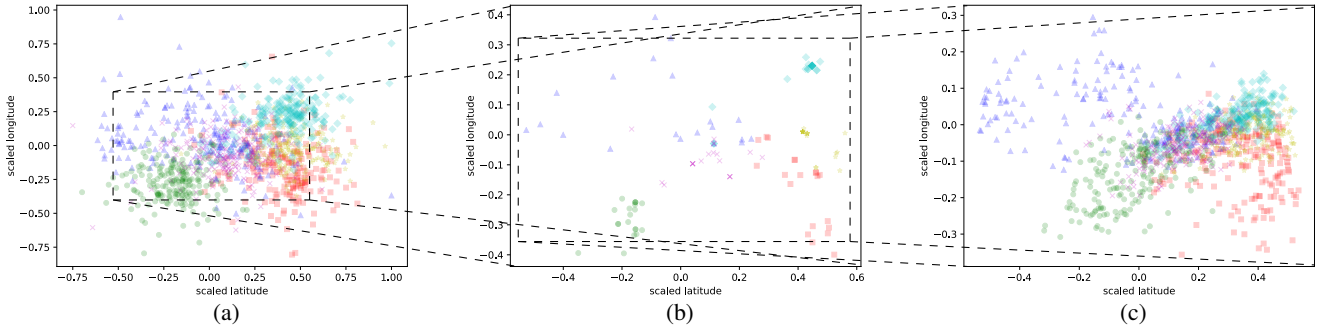 1.00
0.75
0.50
0.25
0.00
−0.25
−0.50
−0.75
scaled longitude
−0.75 −0.50 −0.25 0.00 0.25 0.50 0.75 1.00
scaled latitude
(a)
0.4
0.3
0.2
0.1
0.0
−0.1
−0.2
−0.3
−0.4
scaled longitude
−0.4 −0.2 0.0 0.2 0.4 0.6
scaled latitude
(b)
0.3
0.2
0.1
0.0
−0.1
−0.2
−0.3
scaled longitude
−0.4 −0.2 0.0 0.2 0.4
scaled latitude
(c)